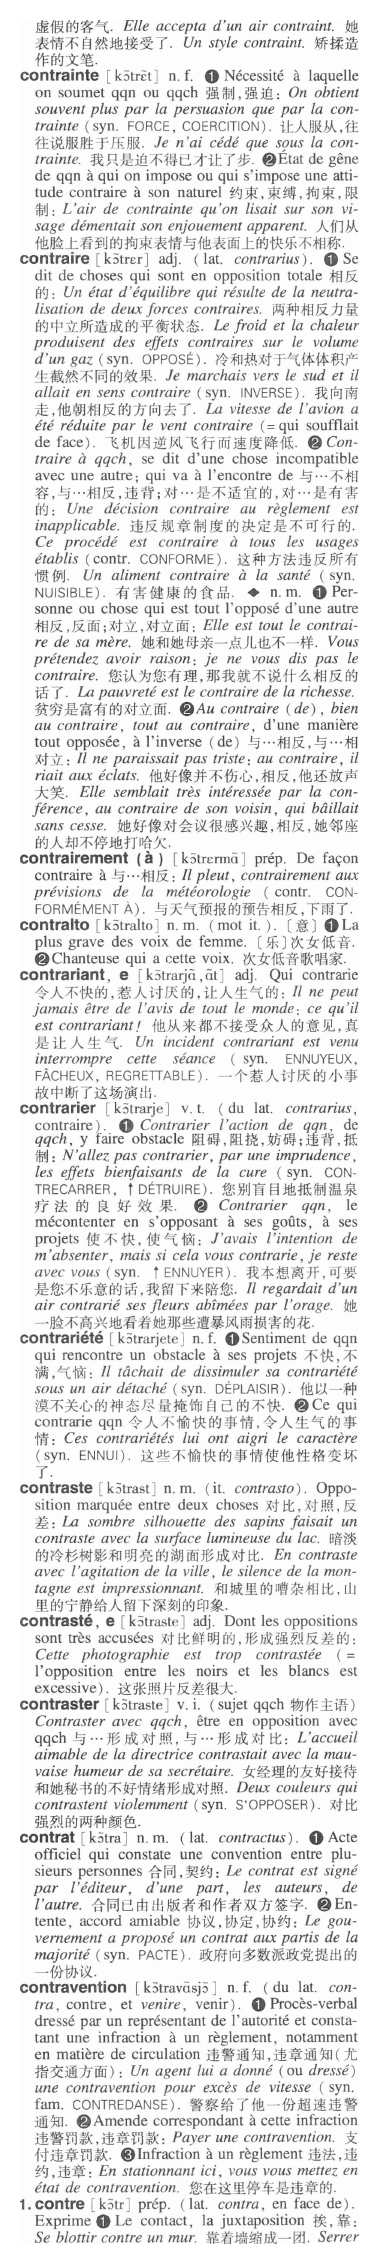 虚假的客气. Elle accepta d'un air contraint. 她
表情不自然地接受了. Un style contraint. 矫揉造
作的文笔.
contrainte [kɔ̃trɛ̃t] n. f. ❶ Nécessité à laquelle
on soumet qqn ou qqch 强制,强迫: On obtient
souvent plus par la persuasion que par la con-
trainte (syn. FORCE, COERCITION). 让人服从,往
往说服胜于压服. Je n'ai cédé que sous la con-
trainte. 我只是迫不得已才让了步. ❷ État de gêne
de qqn à qui on impose ou qui s'impose une atti-
tude contraire à son naturel 约束,束缚,拘束,限
制: L'air de contrainte qu'on lisait sur son vi-
sage démentait son enjouement apparent. 人们从
他脸上看到的拘束表情与他表面上的快乐不相称.
contraire [kɔ̃trɛr] adj. (lat. contrarius). ❶ Se
dit de choses qui sont en opposition totale 相反
的: Un état d'équilibre qui résulte de la neutra-
lisation de deux forces contraires. 两种相反力量
的中立所造成的平衡状态. Le froid et la chaleur
produisent des effets contraires sur le volume
d'un gaz (syn. OPPOSÉ). 冷和热对于气体体积产
生截然不同的效果. Je marchais vers le sud et il
allait en sens contraire (syn. INVERSE). 我向南
走,他朝相反的方向去了. La vitesse de l'avion a
été réduite par le vent contraire (= qui soufflait
de face). 飞机因逆风飞行而速度降低. ❷ Con-
traire à qqch, se dit d'une chose incompatible
avec une autre; qui va à l'encontre de 与…不相
容,与…相反,违背;对…是不适宜的,对…是有害
的: Une décision contraire au règlement est
inapplicable. 违反规章制度的决定是不可行的.
Ce procédé est contraire à tous les usages
établis (contr. CONFORME). 这种方法违反所有
惯例. Un aliment contraire à la santé (syn.
NUISIBLE). 有害健康的食品. ◆ n. m. ❶ Per-
sonne ou chose qui est tout l'opposé d'une autre
相反,反面;对立,对立面: Elle est tout le contrai-
re de sa mère. 她和她母亲一点儿也不一样. Vous
prétendez avoir raison: je ne vous dis pas le
contraire. 您认为您有理,那我就不说什么相反的
话了. La pauvreté est le contraire de la richesse.
贫穷是富有的对立面. ❷ Au contraire (de), bien
au contraire, tout au contraire, d'une manière
tout opposée, à l'inverse (de) 与…相反,与…相
对立: Il ne paraissait pas triste: au contraire, il
riait aux éclats. 他好像并不伤心,相反,他还放声
大笑. Elle semblait très intéressée par la con-
férence, au contraire de son voisin, qui bâillait
sans cesse. 她好像对会议很感兴趣,相反,她邻座
的人却不停地打哈欠.
contrairement (à) [kɔ̃trɛrmɑ̃] prép. De façon
contraire à 与…相反: Il pleut, contrairement aux
prévisions de la météorologie (contr. CON-
FORMÉMENT À). 与天气预报的预告相反,下雨了.
contralto [kɔ̃tralto] n. m. (mot it.). [意] ❶ La
plus grave des voix de femme. [乐]次女低音.
❷ Chanteuse qui a cette voix. 次女低音歌唱家.
contrariant, e [kɔ̃trarjɑ̃, ɑ̃t] adj. Qui contrarie
令人不快的,惹人讨厌的,让人生气的: Il ne peut
jamais être de l'avis de tout le monde: ce qu'il
est contrariant! 他从来都不接受众人的意见,真
是让人生气. Un incident contrariant est venu
interrompre cette séance (syn. ENNUYEUX,
FÂCHEUX, REGRETTABLE). 一个惹人讨厌的小事
故中断了这场演出.
contrarier [kɔ̃trarje] v. t. (du lat. contrarius,
contraire). ❶ Contrarier l'action de qqn, de
qqch, y faire obstacle 阻碍,阻挠,妨碍;违背,抵
制: N'allez pas contrarier, par une imprudence,
les effets bienfaisants de la cure (syn. CON-
TRECARRER, ↑ DÉTRUIRE). 您别盲目地抵制温泉
疗法的良好效果. ❷ Contrarier qqn, le
mécontenter en s'opposant à ses goûts, à ses
projets 使不快,使气恼: J'avais l'intention de
m'absenter, mais si cela vous contrarie, je reste
avec vous (syn. ↑ ENNUYER). 我本想离开,可要
是您不乐意的话,我留下来陪您. Il regardait d'un
air contrarié ses fleurs abîmées par l'orage. 她
一脸不高兴地看着她那些遭暴风雨损害的花.
contrariété [kɔ̃trarjete] n. f. ❶ Sentiment de qqn
qui rencontre un obstacle à ses projets 不快,不
满,气恼: Il tâchait de dissimuler sa contrariété
sous un air détaché (syn. DÉPLAISIR). 他以一种
漠不关心的神态尽量掩饰自己的不快. ❷ Ce qui
contrarie qqn 令人不愉快的事情,令人生气的事
情: Ces contrariétés lui ont aigri le caractère
(syn. ENNUI). 这些不愉快的事情使他性格变坏
了.
contraste [kɔ̃trast] n. m. (it. contrasto). Oppo-
sition marquée entre deux choses 对比,对照,反
差: La sombre silhouette des sapins faisait un
contraste avec la surface lumineuse du lac. 暗淡
的冷杉树影和明亮的湖面形成对比. En contraste
avec l'agitation de la ville, le silence de la mon-
tagne est impressionnant. 和城里的嘈杂相比,山
里的宁静给人留下深刻的印象.
contrasté, e [kɔ̃traste] adj. Dont les oppositions
sont très accusées 对比鲜明的,形成强烈反差的:
Cette photographie est trop contrastée (=
l'opposition entre les noirs et les blancs est
excessive). 这张照片反差很大.
contraster [kɔ̃traste] v. i. (sujet qqch 物作主语)
Contraster avec qqch, être en opposition avec
qqch 与…形成对照,与…形成对比: L'accueil
aimable de la directrice contrastait avec la mau-
vaise humeur de sa secrétaire. 女经理的友好接待
和她秘书的不好情绪形成对照. Deux couleurs qui
contrastent violemment (syn. S'OPPOSER). 对比
强烈的两种颜色.
contrat [kɔ̃tra] n. m. (lat. contractus). ❶ Acte
officiel qui constate une convention entre plu-
sieurs personnes 合同,契约: Le contrat est signé
par l'éditeur, d'une part, les auteurs, de
l'autre. 合同已由出版者和作者双方签字. ❷ En-
tente, accord amiable 协议,协定,协约: Le gou-
vernement a proposé un contrat aux partis de la
majorité (syn. PACTE). 政府向多数派政党提出的
一份协议.
contravention [kɔ̃travɑ̃sjɔ̃] n. f. (du lat. con-
tra, contre, et venire, venir). ❶ Procès-verbal
dressé par un représentant de l'autorité et consta-
tant une infraction à un règlement, notamment
en matière de circulation 违警通知,违章通知(尤
指交通方面): Un agent lui a donné (ou dressé)
une contravention pour excès de vitesse (syn.
fam. CONTREDANSE). 警察给了他一份超速违警
通知. ❷ Amende correspondant à cette infraction
违警罚款,违章罚款: Payer une contravention. 支
付违章罚款. ❸ Infraction à un règlement 违法,违
约,违章: En stationnant ici, vous vous mettez en
état de contravention. 您在这里停车是违章的.
1. contre [kɔ̃tr] prép. (lat. contra, en face de).
Exprime ❶ Le contact, la juxtaposition 挨,靠:
Se blottir contre un mur. 靠着墙缩成一团. Serrer